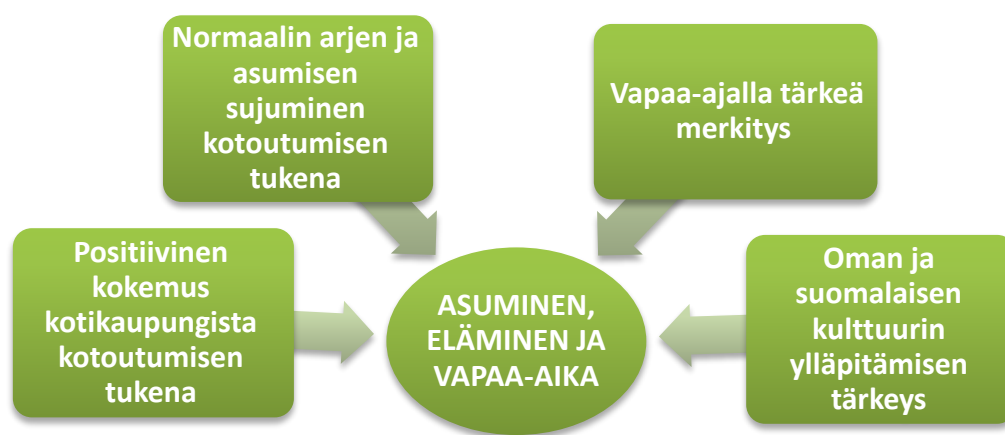 Normaalin arjen ja
asumisen
sujuminen
kotoutumisen
tukena
Vapaa-ajalla tärkeä
merkitys
Positiivinen
kokemus
kotikaupungista
kotoutumisen
tukena
ASUMINEN,
ELÄMINEN JA
VAPAA-AIKA
Oman ja
suomalaisen
kulttuurin
ylläpitämisen
tärkeys